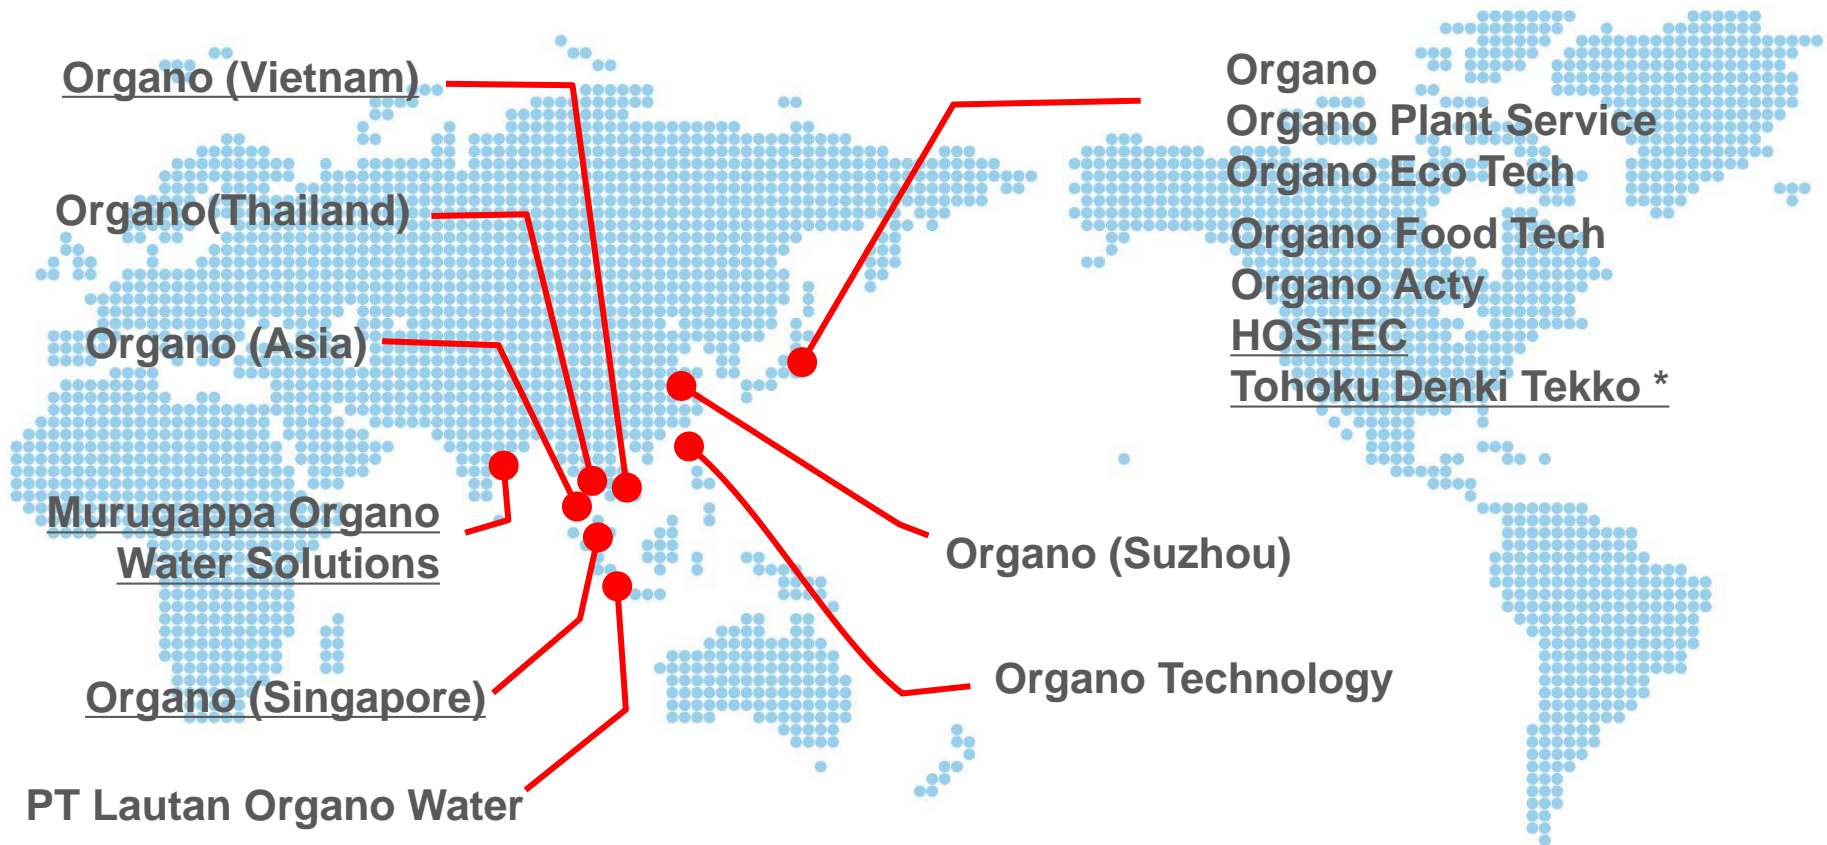 Organo (Vietnam)
Organo(Thailand)
Organo (Asia)
Murugappa Organo
Water Solutions
Organo (Singapore)
PT Lautan Organo Water
Organo
Organo Plant Service
Organo Eco Tech
Organo Food Tech
Organo Acty
HOSTEC
Tohoku Denki Tekko *
Organo (Suzhou)
Organo Technology